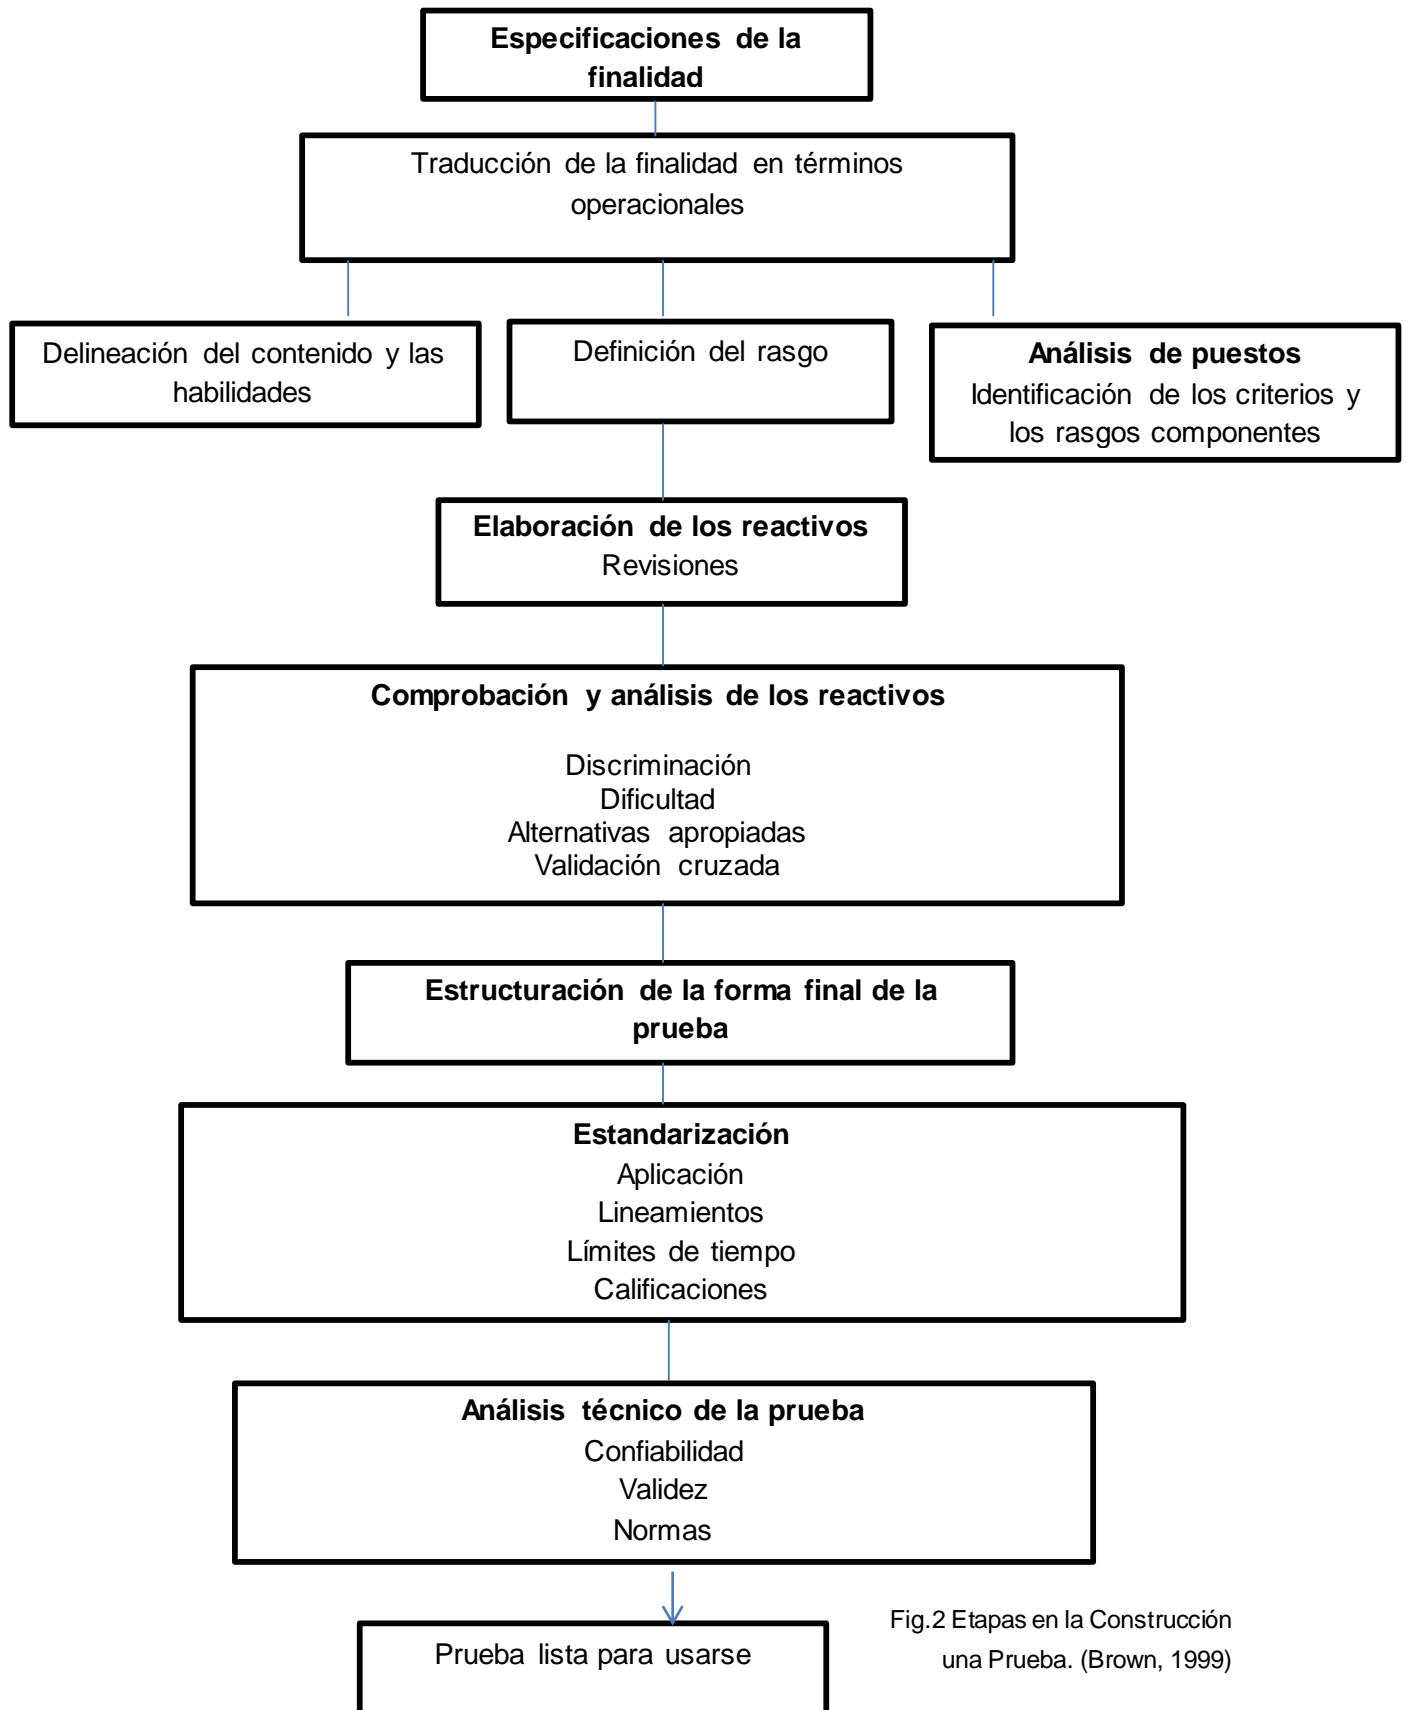 Especificaciones de la
finalidad
Traducción de la finalidad en términos
operacionales
Delineación del contenido y las
habilidades
Definición del rasgo
Análisis de puestos
Identificación de los criterios y
los rasgos componentes
Elaboración de los reactivos
Revisiones
Comprobación y análisis de los reactivos
Discriminación
Dificultad
Alternativas apropiadas
Validación cruzada
Estructuración de la forma final de la
prueba
Estandarización
Aplicación
Lineamientos
Límites de tiempo
Calificaciones
Análisis técnico de la prueba
Confiabilidad
Validez
Normas
Prueba lista para usarse
Fig.2 Etapas en la Construcción
una Prueba. (Brown, 1999)